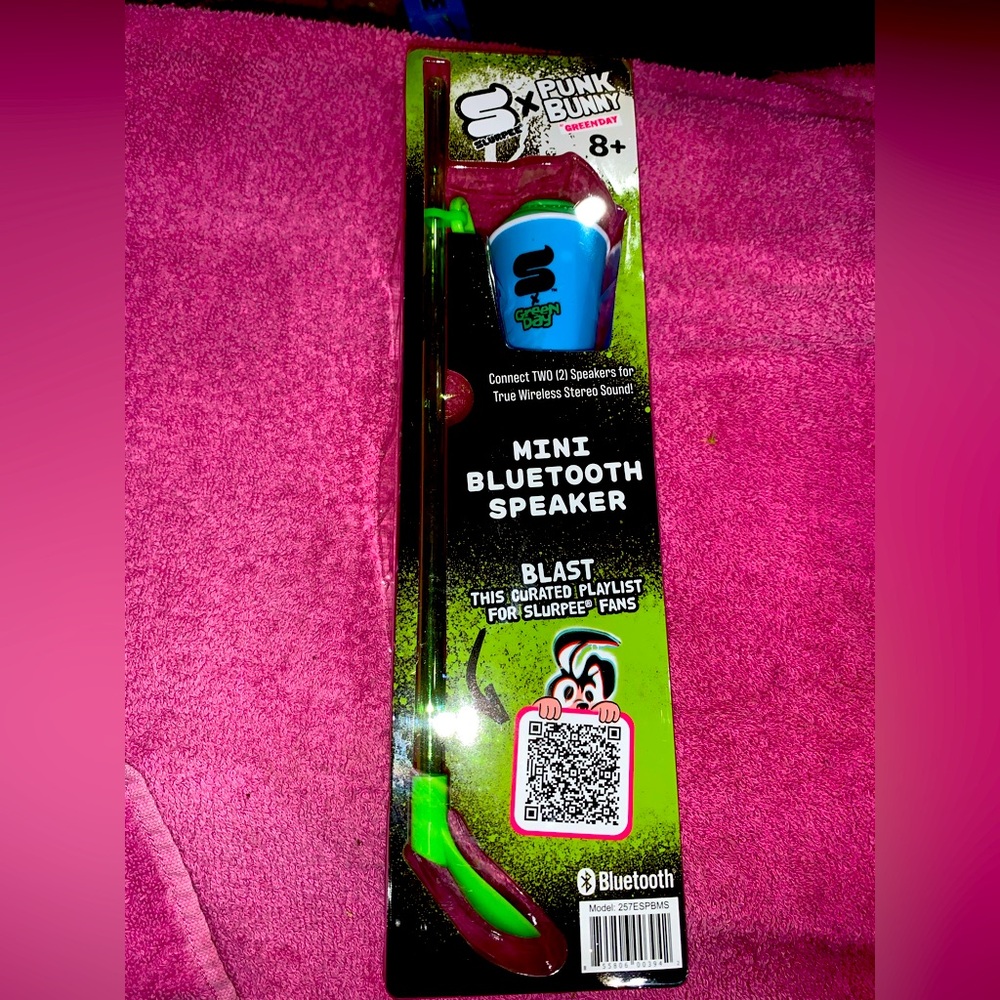 SLURPEE
X
PUNK
BUNNY
GREEN DAY
8+
S
X
GREEN
DAY
Connect TWO (2) Speakers for
True Wireless Stereo Sound!
MINI
BLUETOOTH
SPEAKER
BLAST
THIS CURATED PLAYLIST
FOR SLURPEE® FANS
Bluetooth
Model: 257ESPBMS